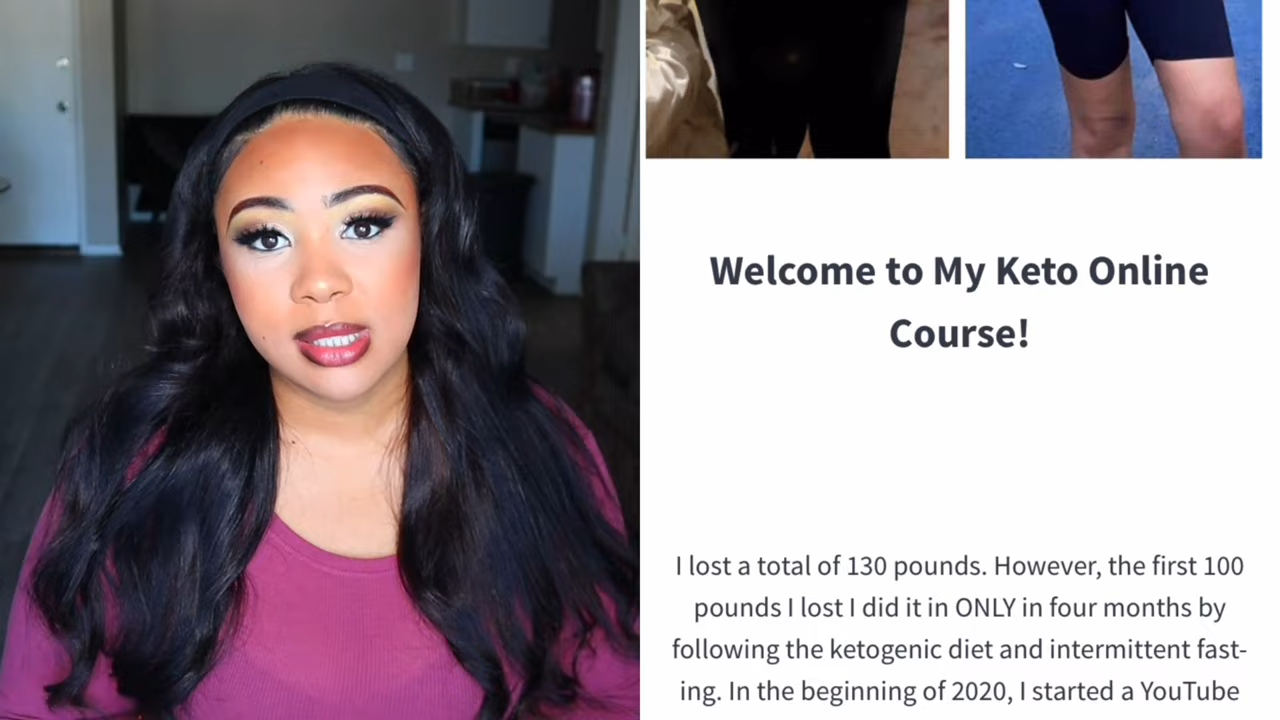 Welcome to My Keto Online
Course!
I lost a total of 130 pounds. However, the first 100
pounds I lost I did it in ONLY in four months by
following the ketogenic diet and intermittent fast-
ing. In the beginning of 2020, I started a YouTube